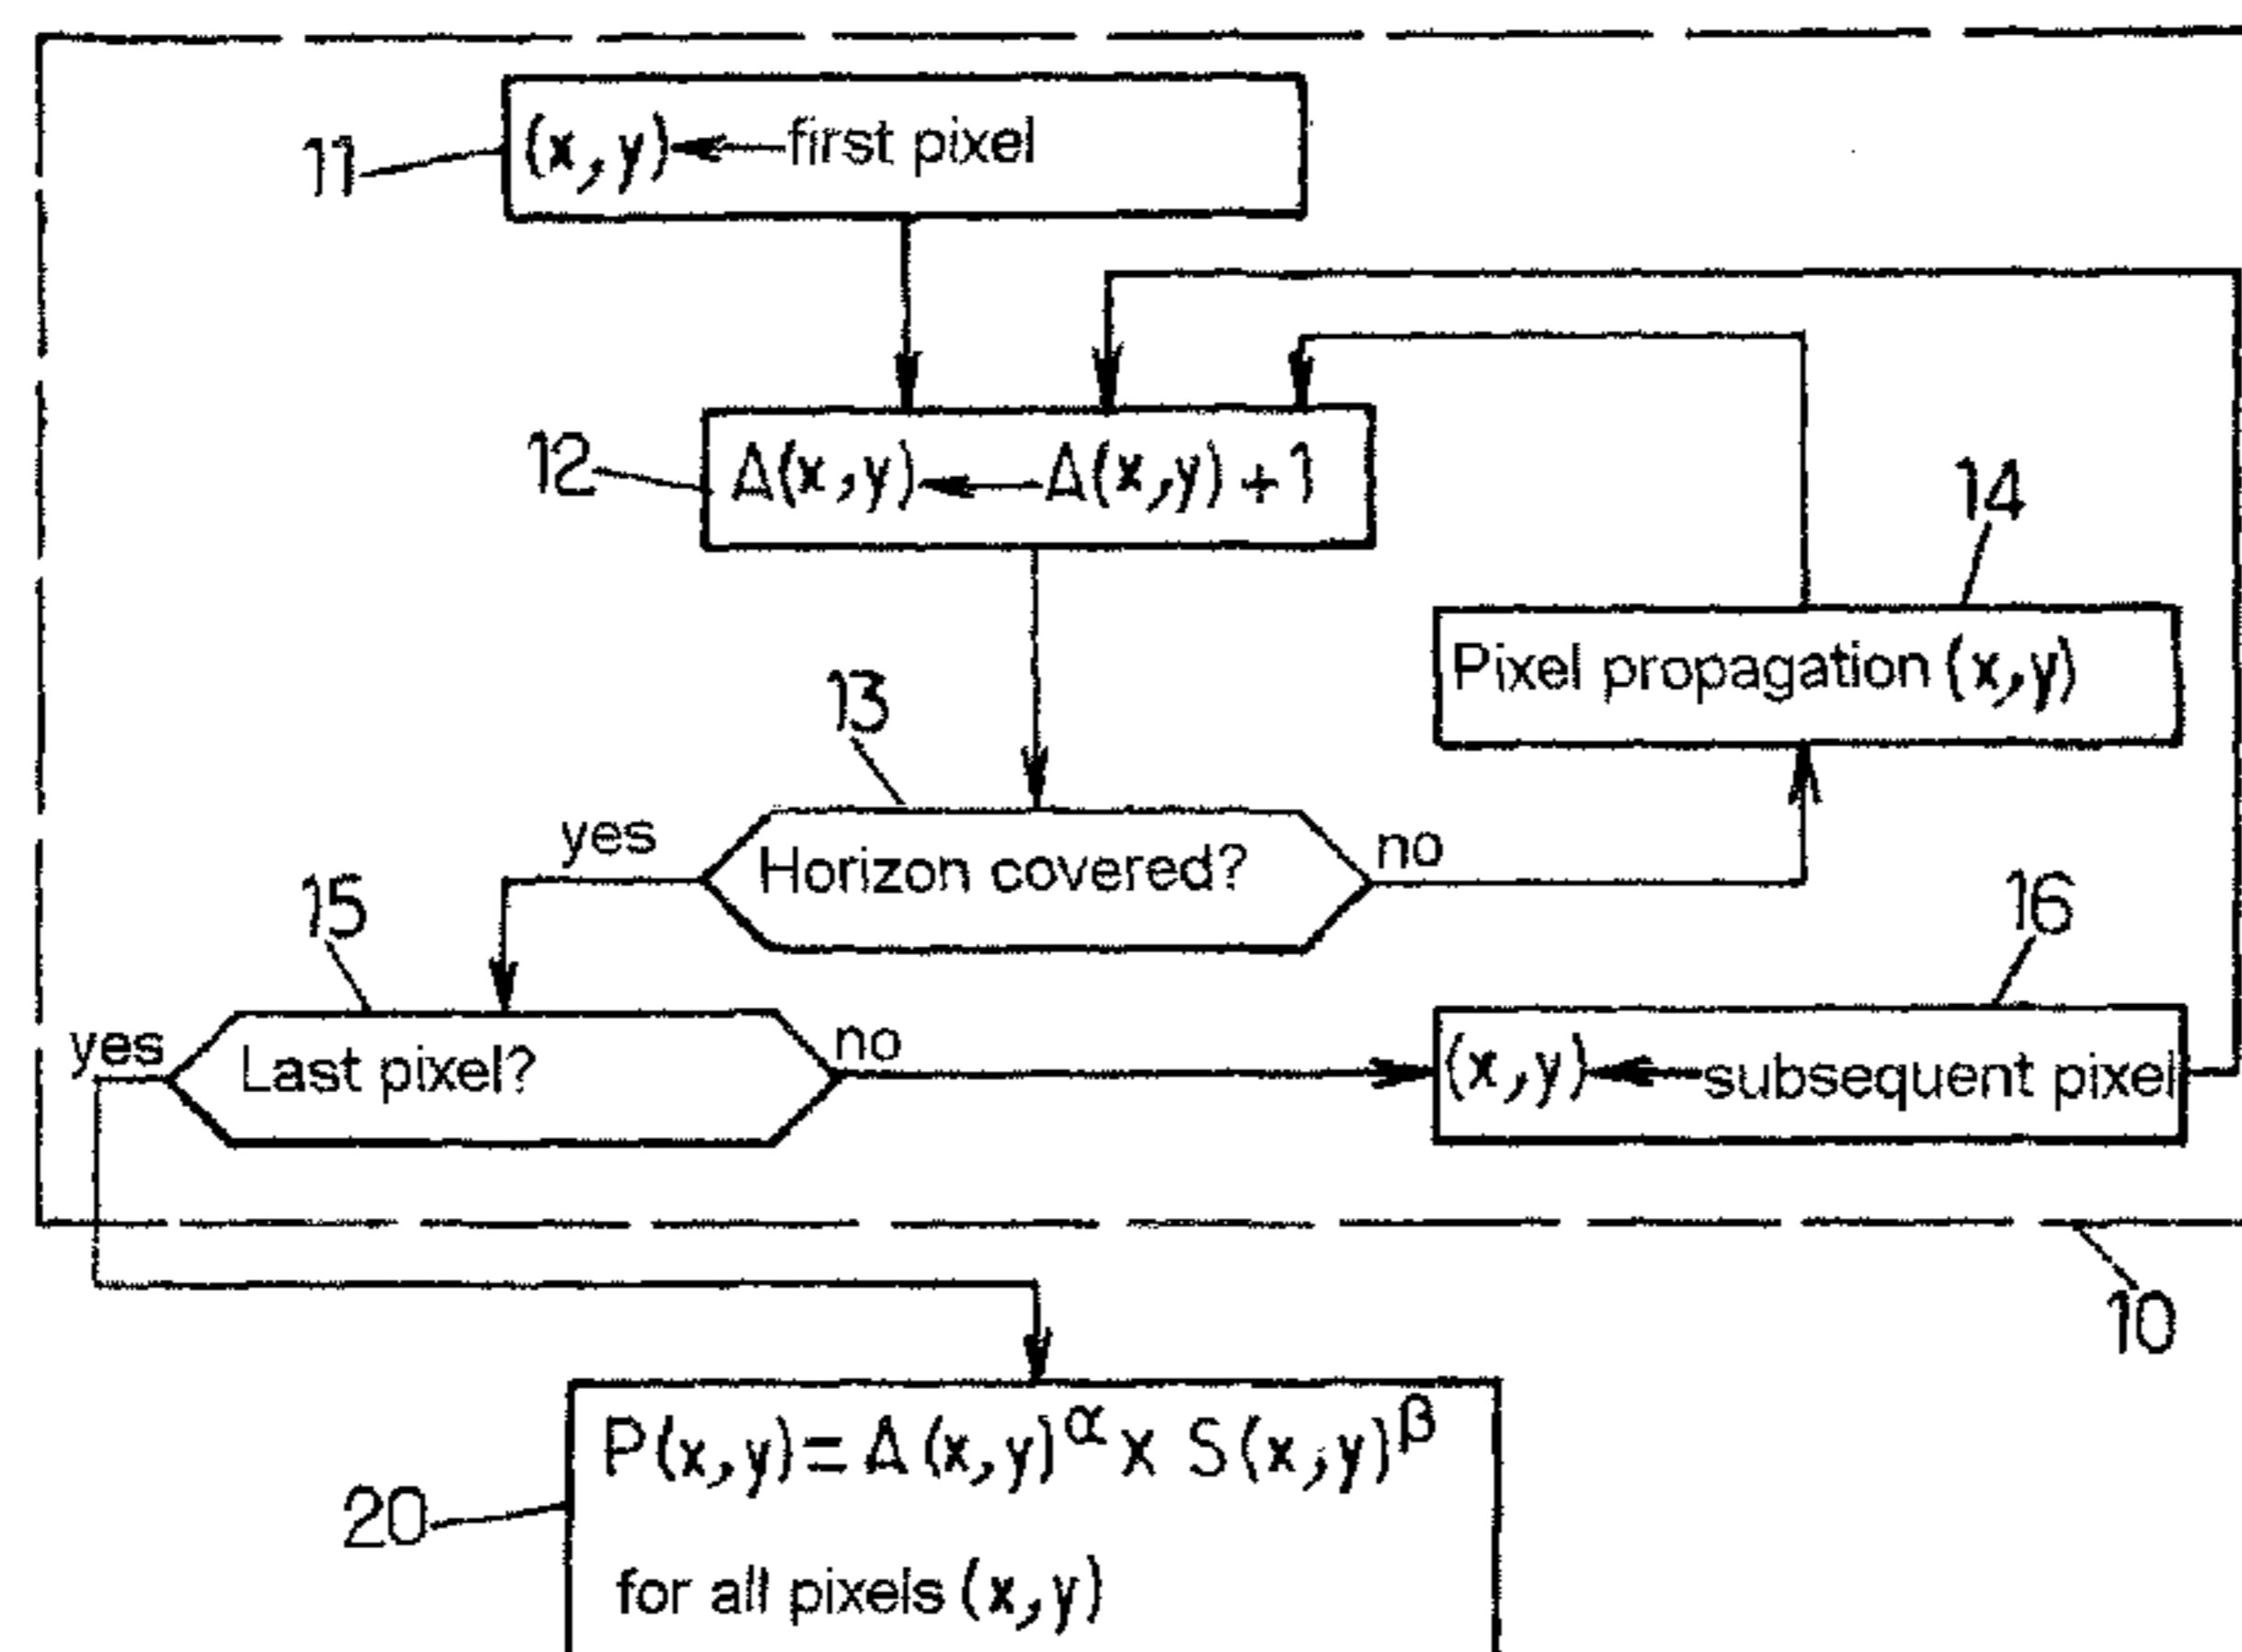 11 (x,y) ← first pixel
12 Δ(x,y) ← Δ(x,y) + 1
14
Pixel propagation (x,y)
13
yes Horizon covered? no
15
16
yes Last pixel? no (x,y) ← subsequent pixel
10
P(x,y) = Δ(x,y)^α x S(x,y)^β
20
for all pixels (x,y)